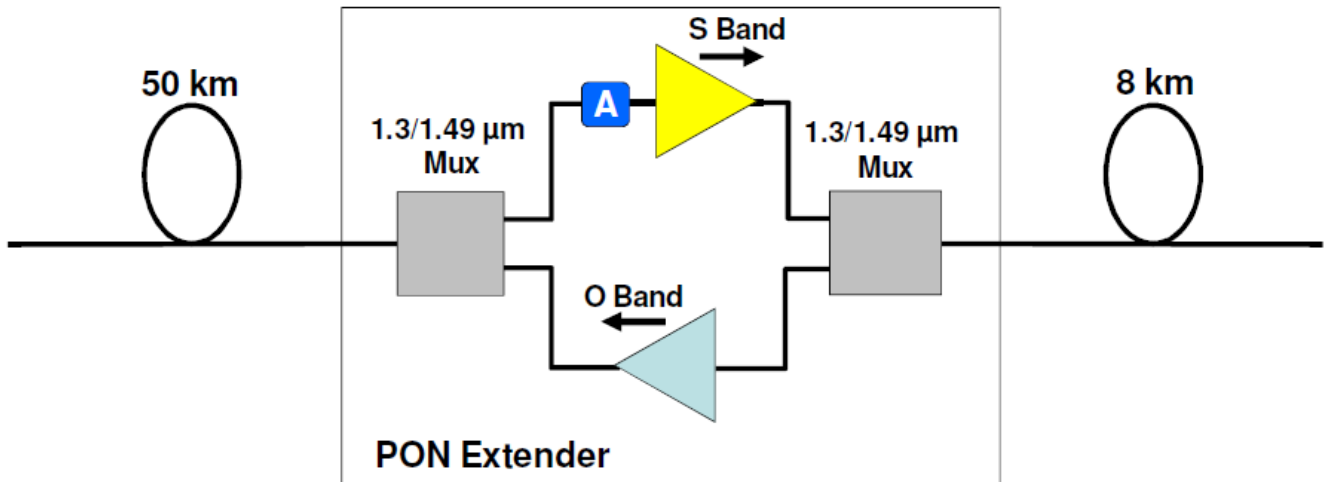 S Band
50 km
8 km
A
1.3/1.49 µm
Mux
1.3/1.49 µm
Mux
O Band
PON Extender